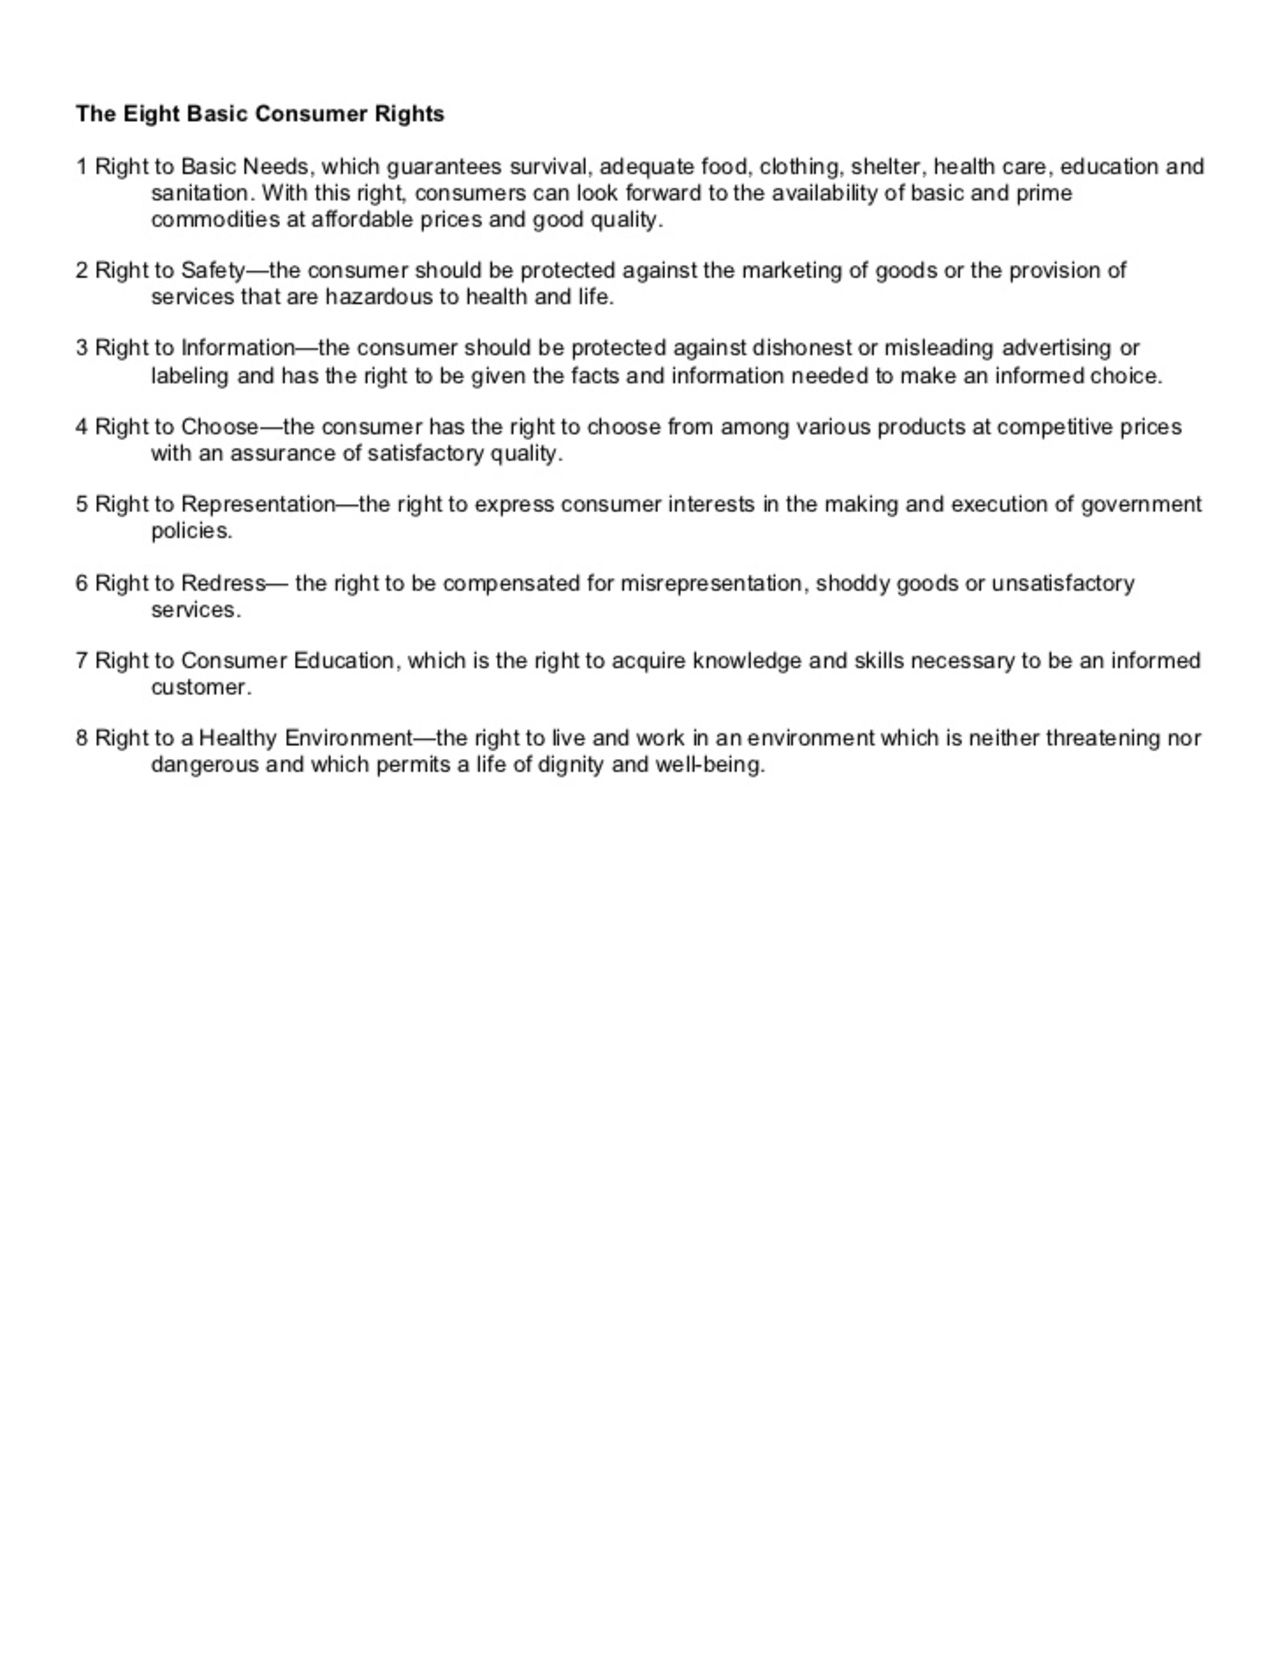 The Eight Basic Consumer Rights
1 Right to Basic Needs, which guarantees survival, adequate food, clothing, shelter, health care, education and
sanitation. With this right, consumers can look forward to the availability of basic and prime
commodities at affordable prices and good quality.
2 Right to Safety—the consumer should be protected against the marketing of goods or the provision of
services that are hazardous to health and life.
3 Right to Information—the consumer should be protected against dishonest or misleading advertising or
labeling and has the right to be given the facts and information needed to make an informed choice.
4 Right to Choose—the consumer has the right to choose from among various products at competitive prices
with an assurance of satisfactory quality.
5 Right to Representation—the right to express consumer interests in the making and execution of government
policies.
6 Right to Redress— the right to be compensated for misrepresentation, shoddy goods or unsatisfactory
services.
7 Right to Consumer Education, which is the right to acquire knowledge and skills necessary to be an informed
customer.
8 Right to a Healthy Environment—the right to live and work in an environment which is neither threatening nor
dangerous and which permits a life of dignity and well-being.